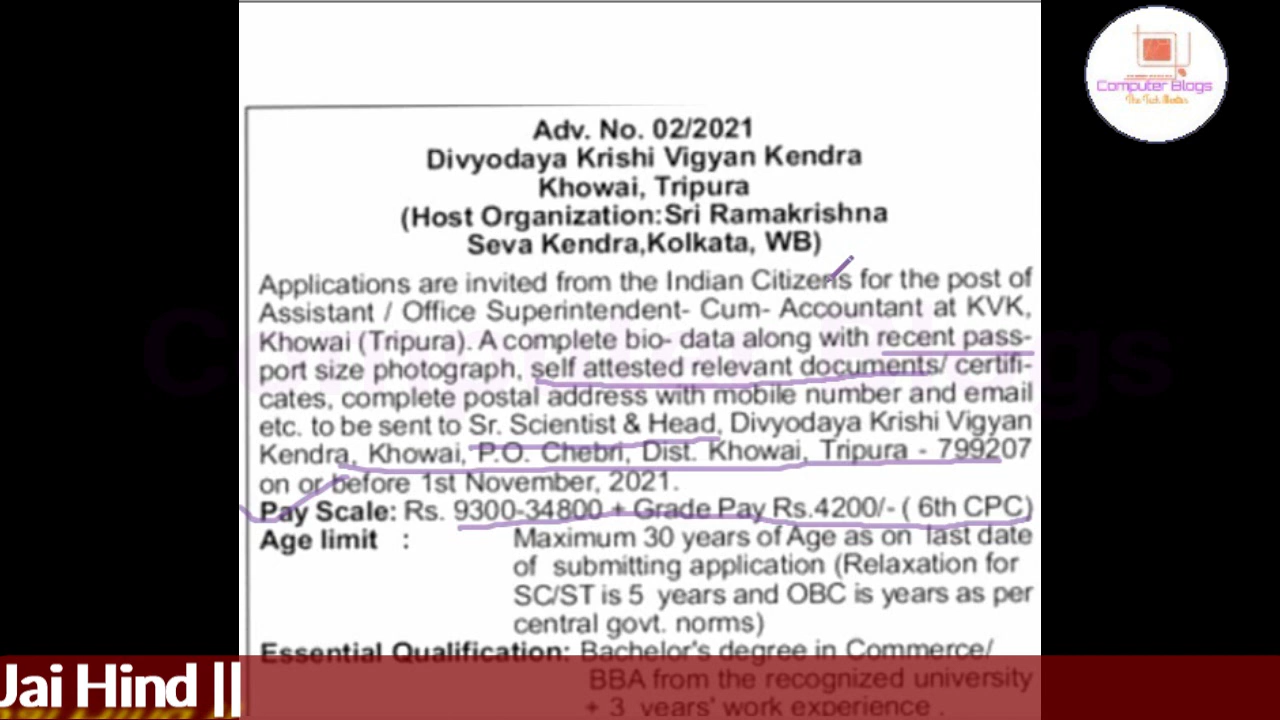 Computer Blogs
The Tech Master
Adv. No. 02/2021
Divyodaya Krishi Vigyan Kendra
Khowai, Tripura
(Host Organization:Sri Ramakrishna
Seva Kendra,Kolkata, WB)
Applications are invited from the Indian Citizens for the post of
Assistant / Office Superintendent- Cum- Accountant at KVK,
Khowai (Tripura). A complete bio- data along with recent pass-
port size photograph, self attested relevant documents/ certifi-
cates, complete postal address with mobile number and email
etc. to be sent to Sr. Scientist & Head, Divyodaya Krishi Vigyan
Kendra, Khowai, P.O. Chebri, Dist. Khowai, Tripura - 799207
on or before 1st November, 2021.
Pay Scale: Rs. 9300-34800 + Grade Pay Rs.4200/- ( 6th CPC)
Age limit : Maximum 30 years of Age as on last date
of submitting application (Relaxation for
SC/ST is 5 years and OBC is years as per
central govt. norms)
Essential Qualification: Bachelor's degree in Commerce/
BBA from the recognized university
+ 3 years' work experience .
Jai Hind ||